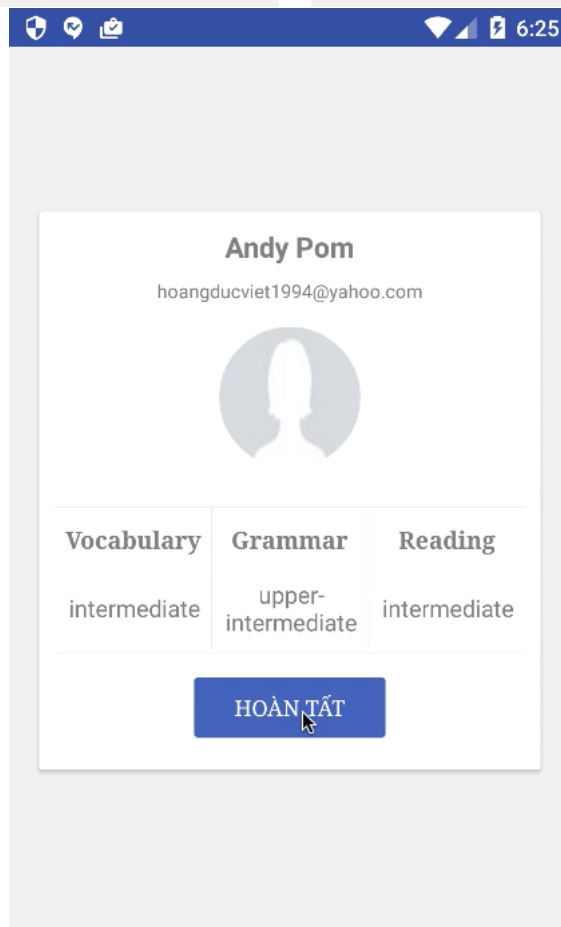 6:25
Andy Pom
hoangducviet1994@yahoo.com
Vocabulary Grammar Reading
intermediate upper-intermediate intermediate
HOÀN TẤT